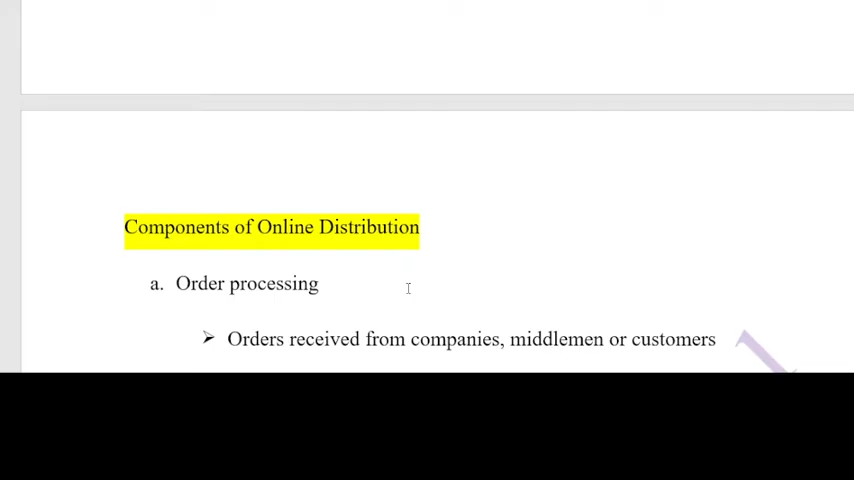 Components of Online Distribution
a. Order processing
➢ Orders received from companies, middlemen or customers